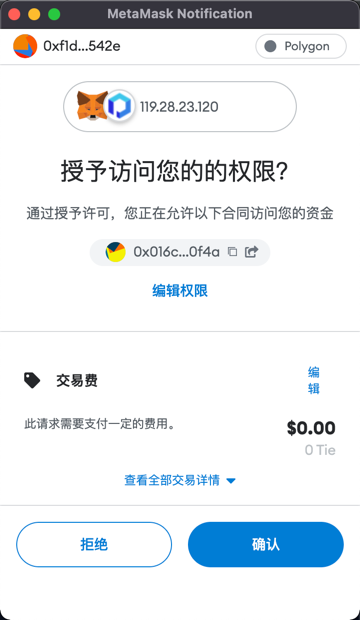 MetaMask Notification
0xf1d...542e
Polygon
119.28.23.120
授予访问您的的权限?
通过授予许可，您正在允许以下合同访问您的资金
0x016c...0f4a
编辑权限
交易费
编
辑
此请求需要支付一定的费用。
$0.00
0 Tie
查看全部交易详情
拒绝
确认